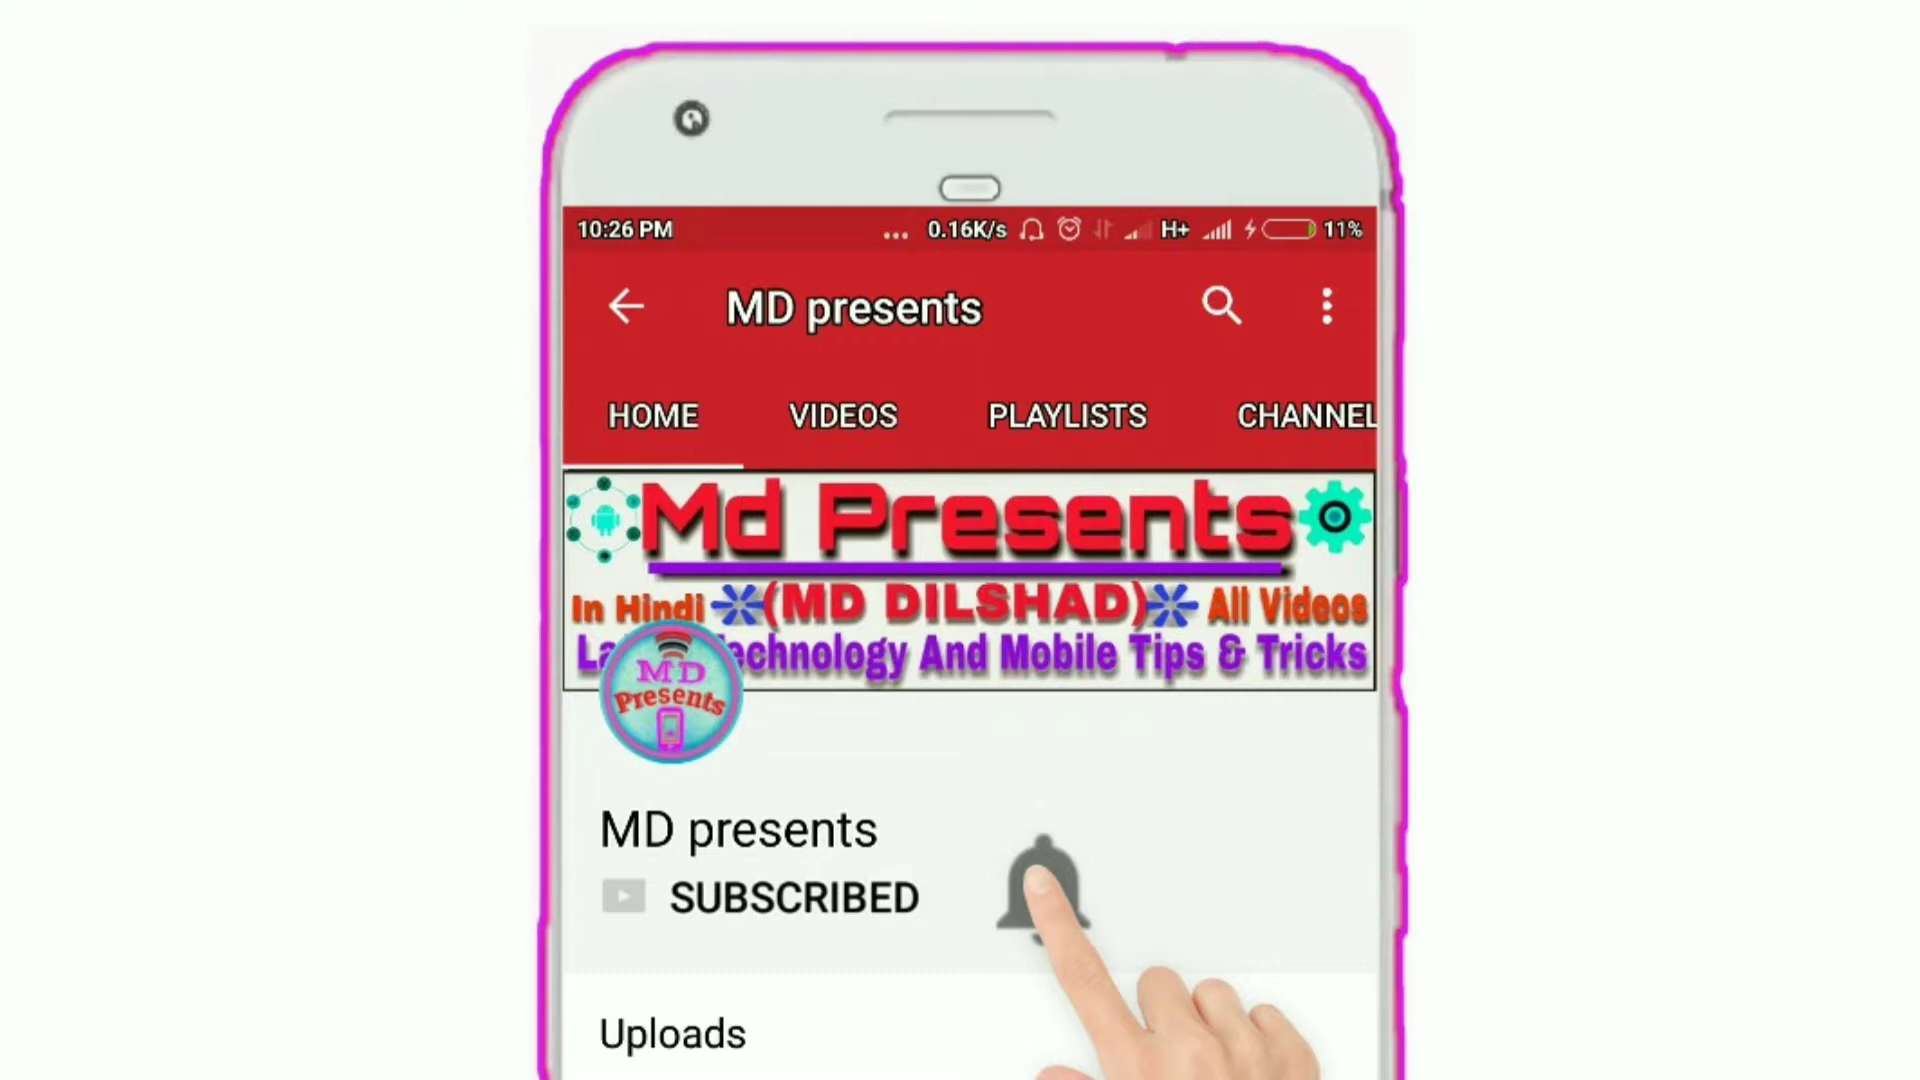 10:26 PM ... 0.16K/s H+ 11%
MD presents
HOME VIDEOS PLAYLISTS CHANNEL
Md Presents
In Hindi (MD DILSHAD) All Videos
And Mobile Tips & Tricks
MD
Presents
MD presents
SUBSCRIBED
Uploads